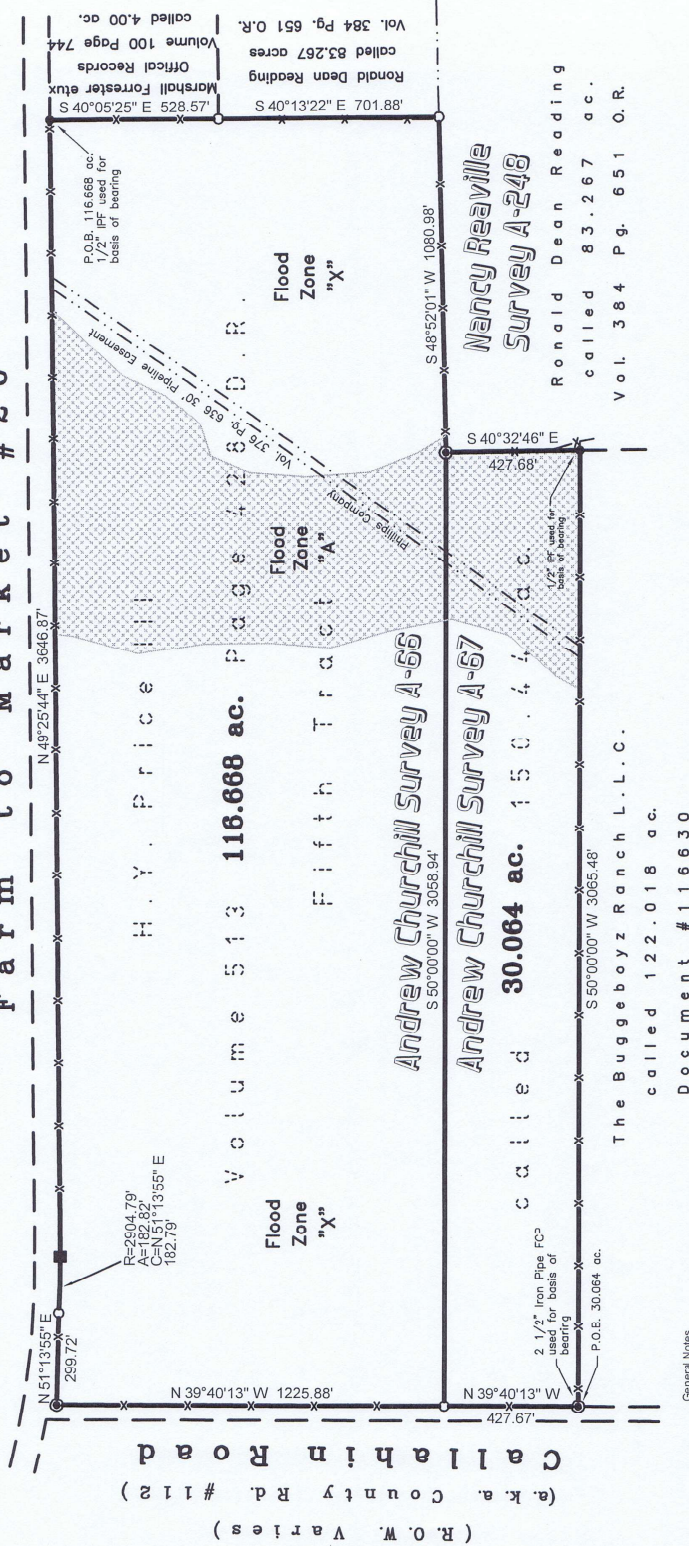 Farm to Market #20
N 49°25'44" E 3646.87'
N 51°13'55" E
299.72'
R=2904.79'
A=182.82'
C=N 51°13'55" E
182.79'
P.O.B. 116.668 ac.
1/2" IPF used for
basis of bearing
S 40°05'25" E 528.57'
Marshall Forrester etux
Offical Records
Volume 100 Page 744
called 4.00 ac.
S 40°13'22" E 701.88'
Ronald Dean Reading
called 83.267 acres
Vol. 384 Pg. 651 O.R.
Pipeline Easement
Vol. 376 Pg. 636 30'
Phillips Company
H.Y. Price III
Volume 513 Page 428 D.R.
116.668 ac.
Fifth Tract
Flood
Zone
"X"
Flood
Zone
"A"
Flood
Zone
"X"
Andrew Churchill Survey A-66
S 50°00'00" W 3058.94'
S 48°52'01" W 1080.98'
Andrew Churchill Survey A-67
Nancy Reaville
Survey A-248
30.064 ac.
called 150.44 ac.
S 40°32'46" E
427.68'
1/2" IPF used for
basis of bearing
Ronald Dean Reading
called 83.267 ac.
Vol. 384 Pg. 651 O.R.
2 1/2" Iron Pipe
used for basis of
bearing
30.064 ac.
N 39°40'13" W 1225.88'
N 39°40'13" W
427.67'
S 50°00'00" W 3065.48'
The Buggeboyz Ranch L.L.C.
called 122.018 ac.
Document #116630
Callahin Road
(a.k.a. County Rd. #112)
(R.O.W. Varies)
General Notes